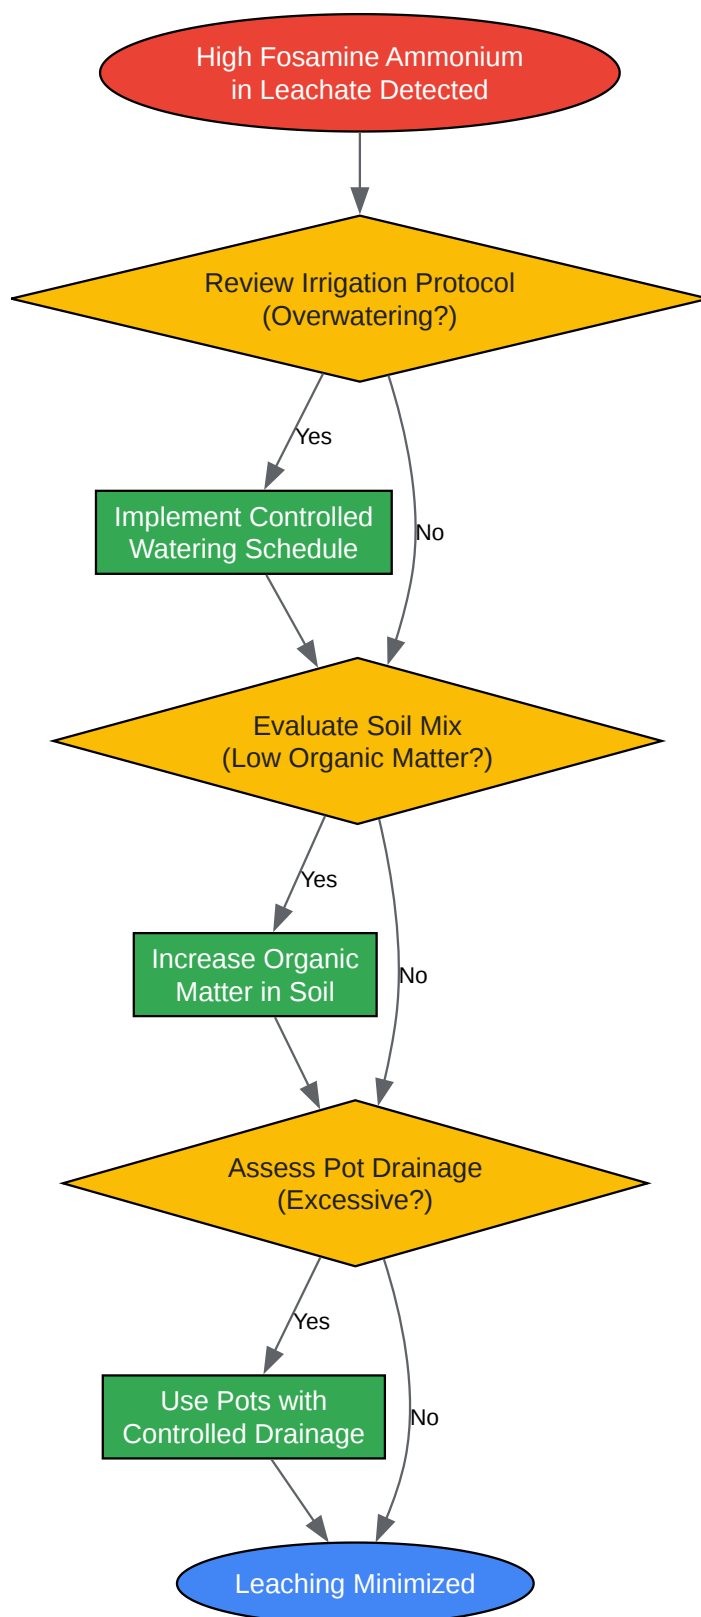 High Fosamine Ammonium
in Leachate Detected
Review Irrigation Protocol
(Overwatering?)
Yes
Implement Controlled
Watering Schedule
No
Evaluate Soil Mix
(Low Organic Matter?)
Yes
Increase Organic
Matter in Soil
No
Assess Pot Drainage
(Excessive?)
Yes
Use Pots with
Controlled Drainage
No
Leaching Minimized